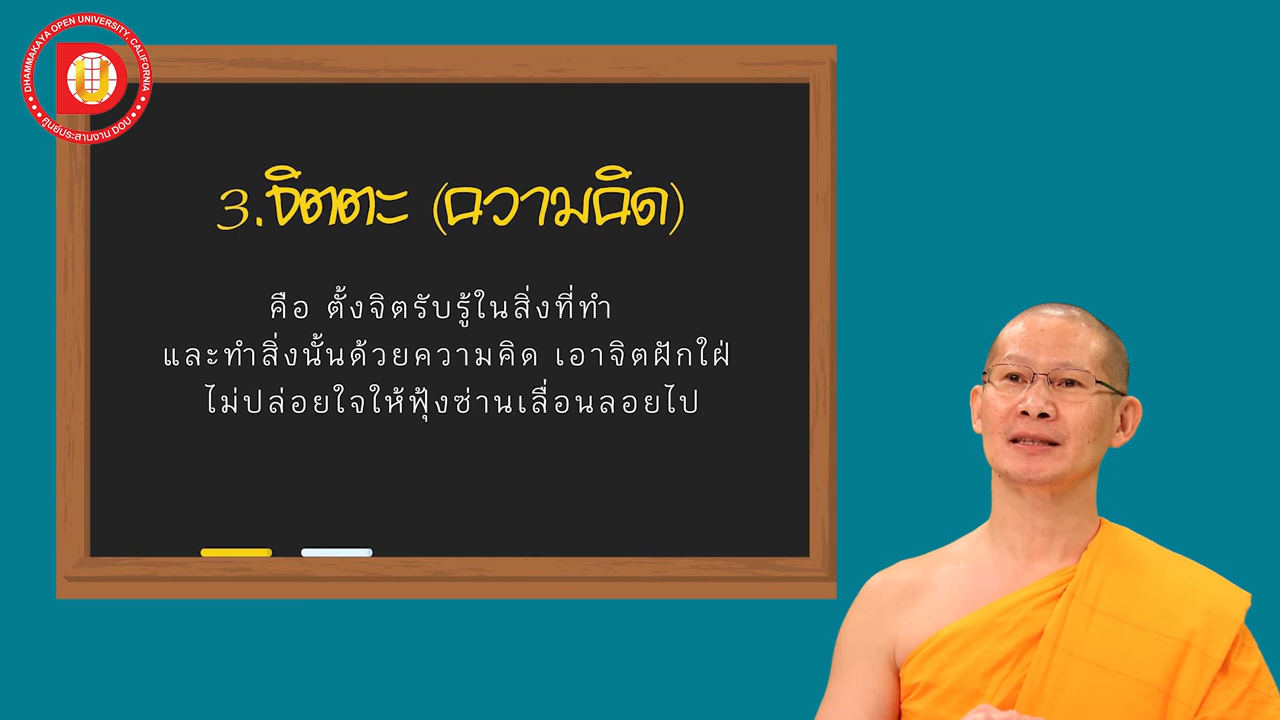 DHAMMAKAYA OPEN UNIVERSITY, CALIFORNIA
DU
ศูนย์ประสานงาน DOU
3.จิตตะ (ความคิด)
คือ ตั้งจิตรับรู้ในสิ่งที่ทำ
และทำสิ่งนั้นด้วยความคิด เอาจิตฝักใฝ่
ไม่ปล่อยใจให้ฟุ้งซ่านเลื่อนลอยไป